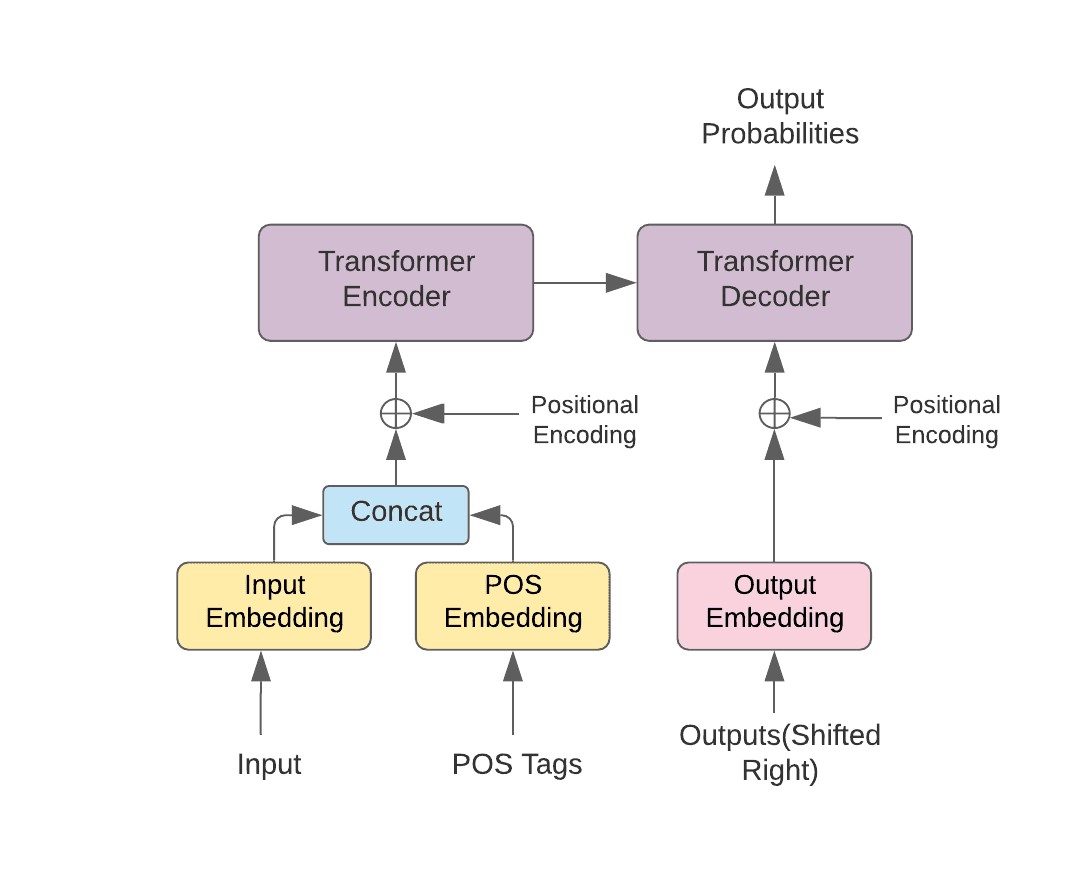 Output
Probabilities
Transformer
Encoder
Transformer
Decoder
Positional
Encoding
Positional
Encoding
Concat
Input
Embedding
POS
Embedding
Output
Embedding
Input
POS Tags
Outputs(Shifted
Right)